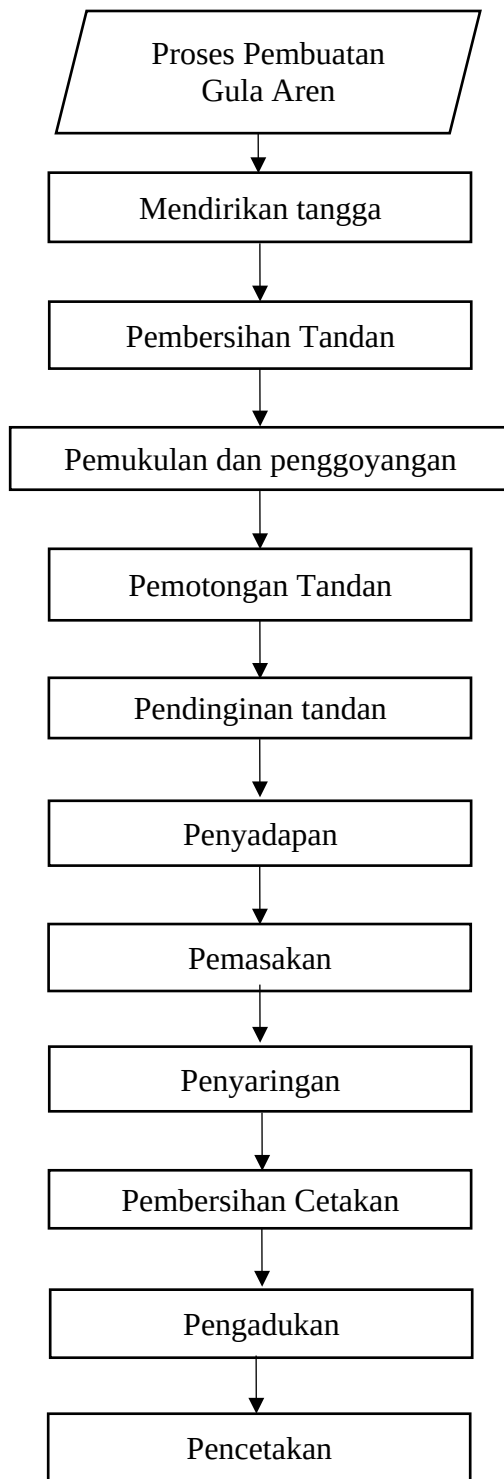 Proses Pembuatan
Gula Aren
Mendirikan tangga
Pembersihan Tandan
Pemukulan dan penggoyangan
Pemotongan Tandan
Pendinginan tandan
Penyadapan
Pemasakan
Penyaringan
Pembersihan Cetakan
Pengadukan
Pencetakan